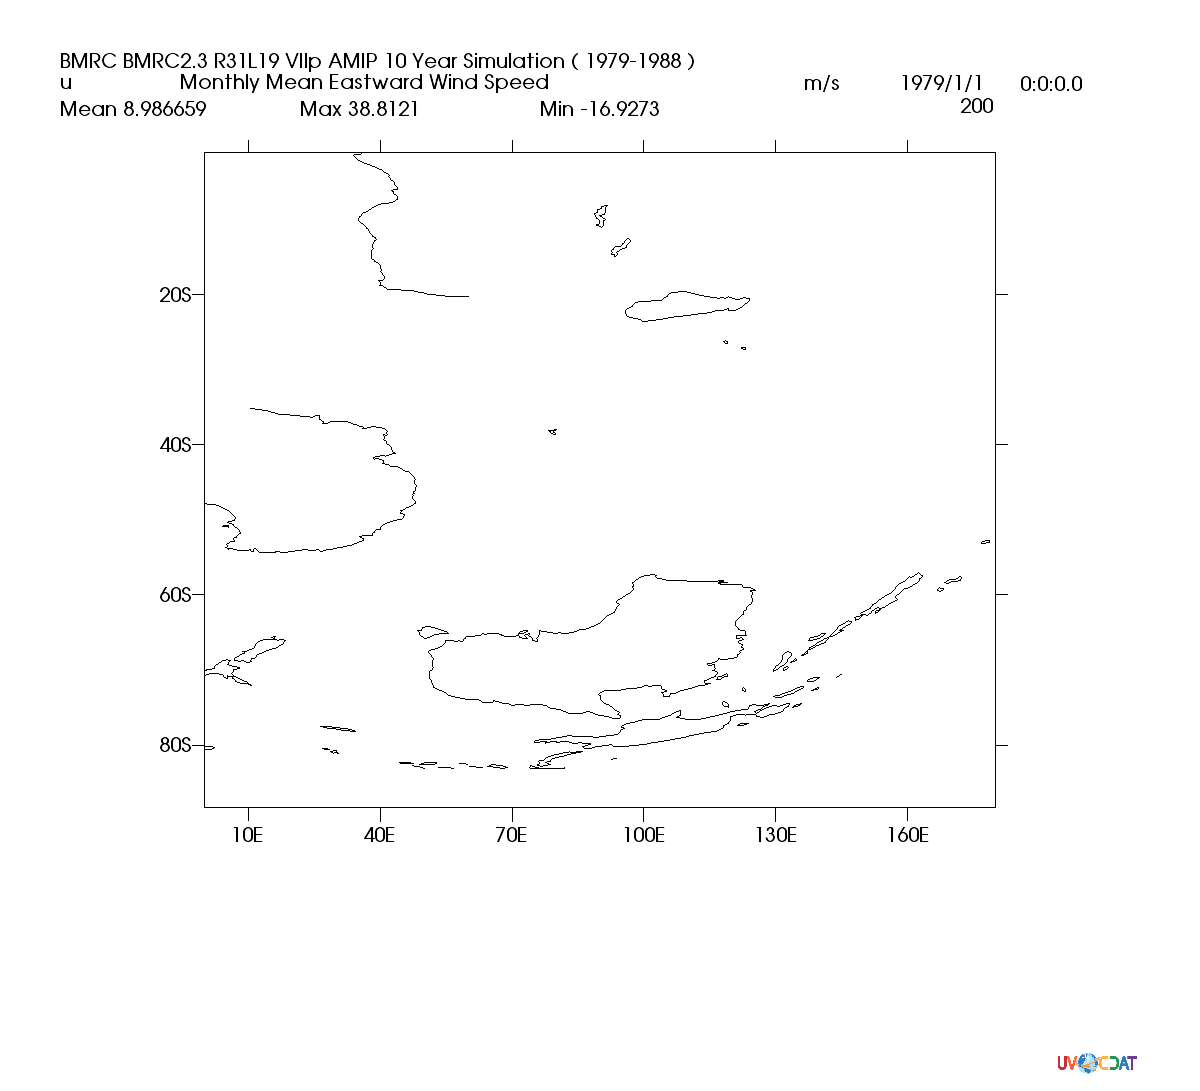 BMRC BMRC2.3 R31L19 VIIp AMIP 10 Year Simulation ( 1979-1988 )
u Monthly Mean Eastward Wind Speed m/s 1979/1/1 0:0:0.0
Mean 8.986659 Max 38.8121 Min -16.9273 200
20S
40S
60S
80S
10E 40E 70E 100E 130E 160E
UV CDAT